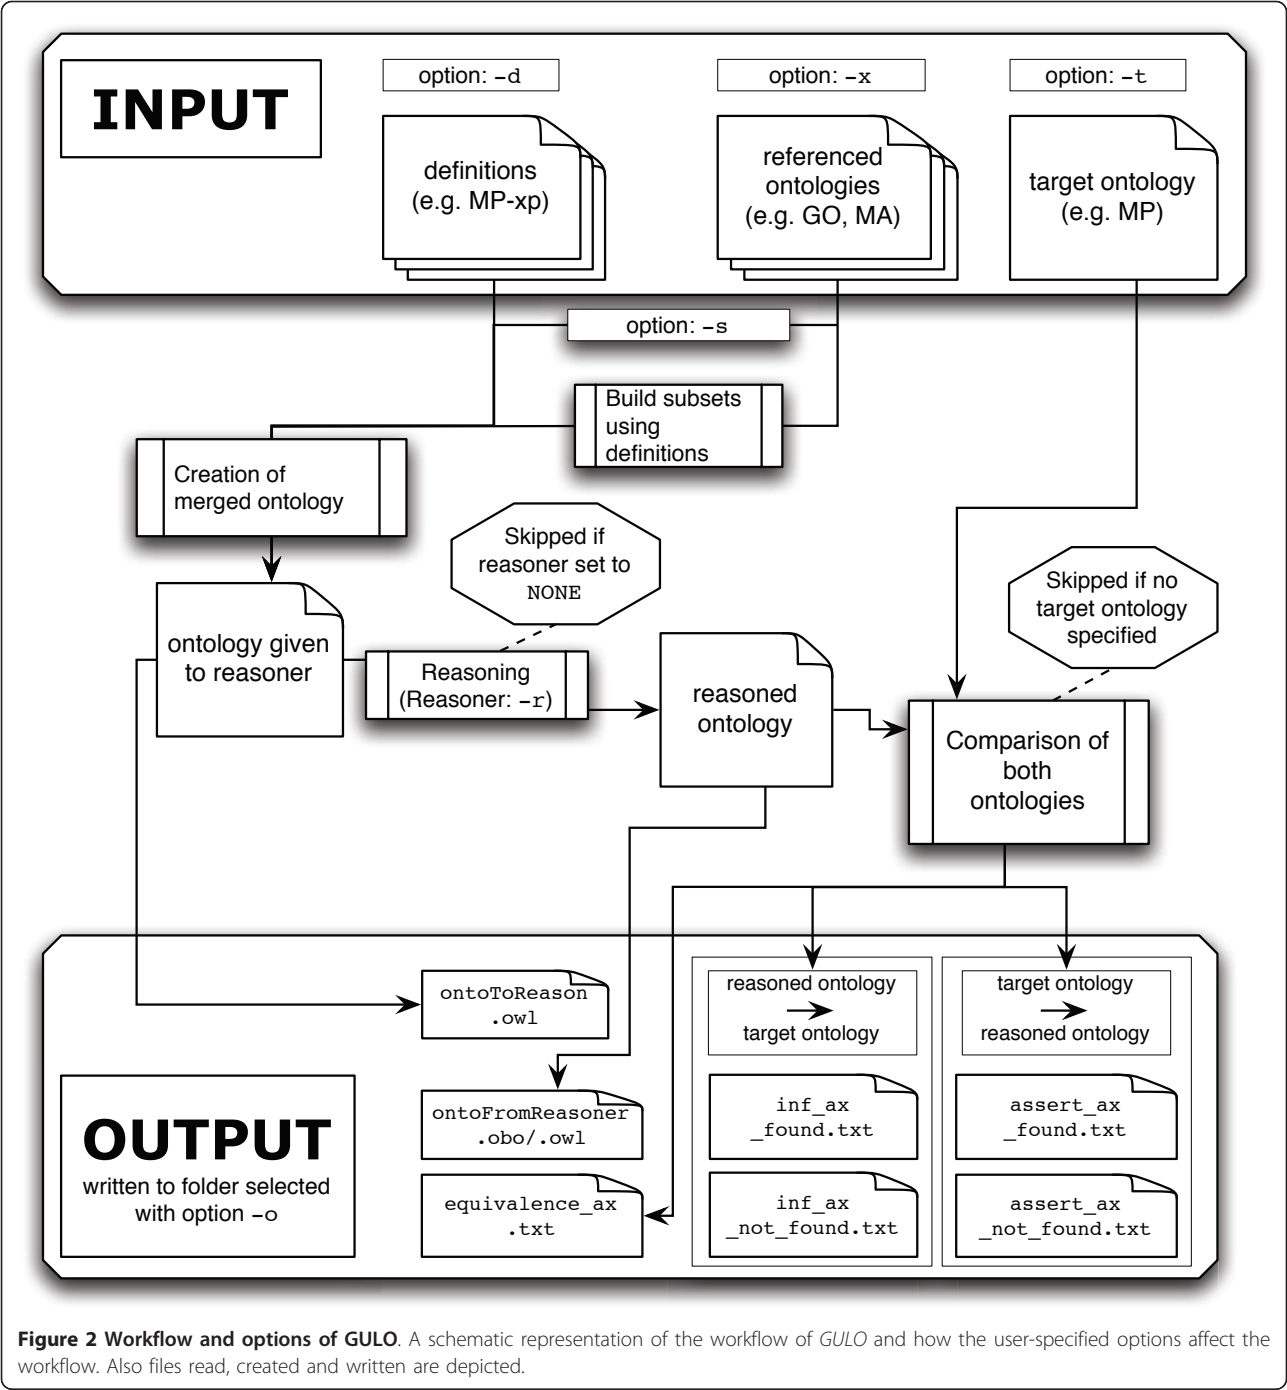 INPUT
option: -d
option: -x
option: -t
definitions
(e.g. MP-xp)
referenced
ontologies
(e.g. GO, MA)
target ontology
(e.g. MP)
option: -s
Build subsets
using
definitions
Creation of
merged ontology
Skipped if
reasoner set to
NONE
Skipped if no
target ontology
specified
ontology given
to reasoner
Reasoning
(Reasoner: -r)
reasoned
ontology
Comparison of
both
ontologies
OUTPUT
written to folder selected
with option -o
ontoToReason
.owl
ontoFromReasoner
.obo/.owl
equivalence_ax
.txt
reasoned ontology
target ontology
inf_ax
_found.txt
inf_ax
_not_found.txt
target ontology
reasoned ontology
assert_ax
_found.txt
assert_ax
_not_found.txt
Figure 2 Workflow and options of GULO. A schematic representation of the workflow of GULO and how the user-specified options affect the
workflow. Also files read, created and written are depicted.